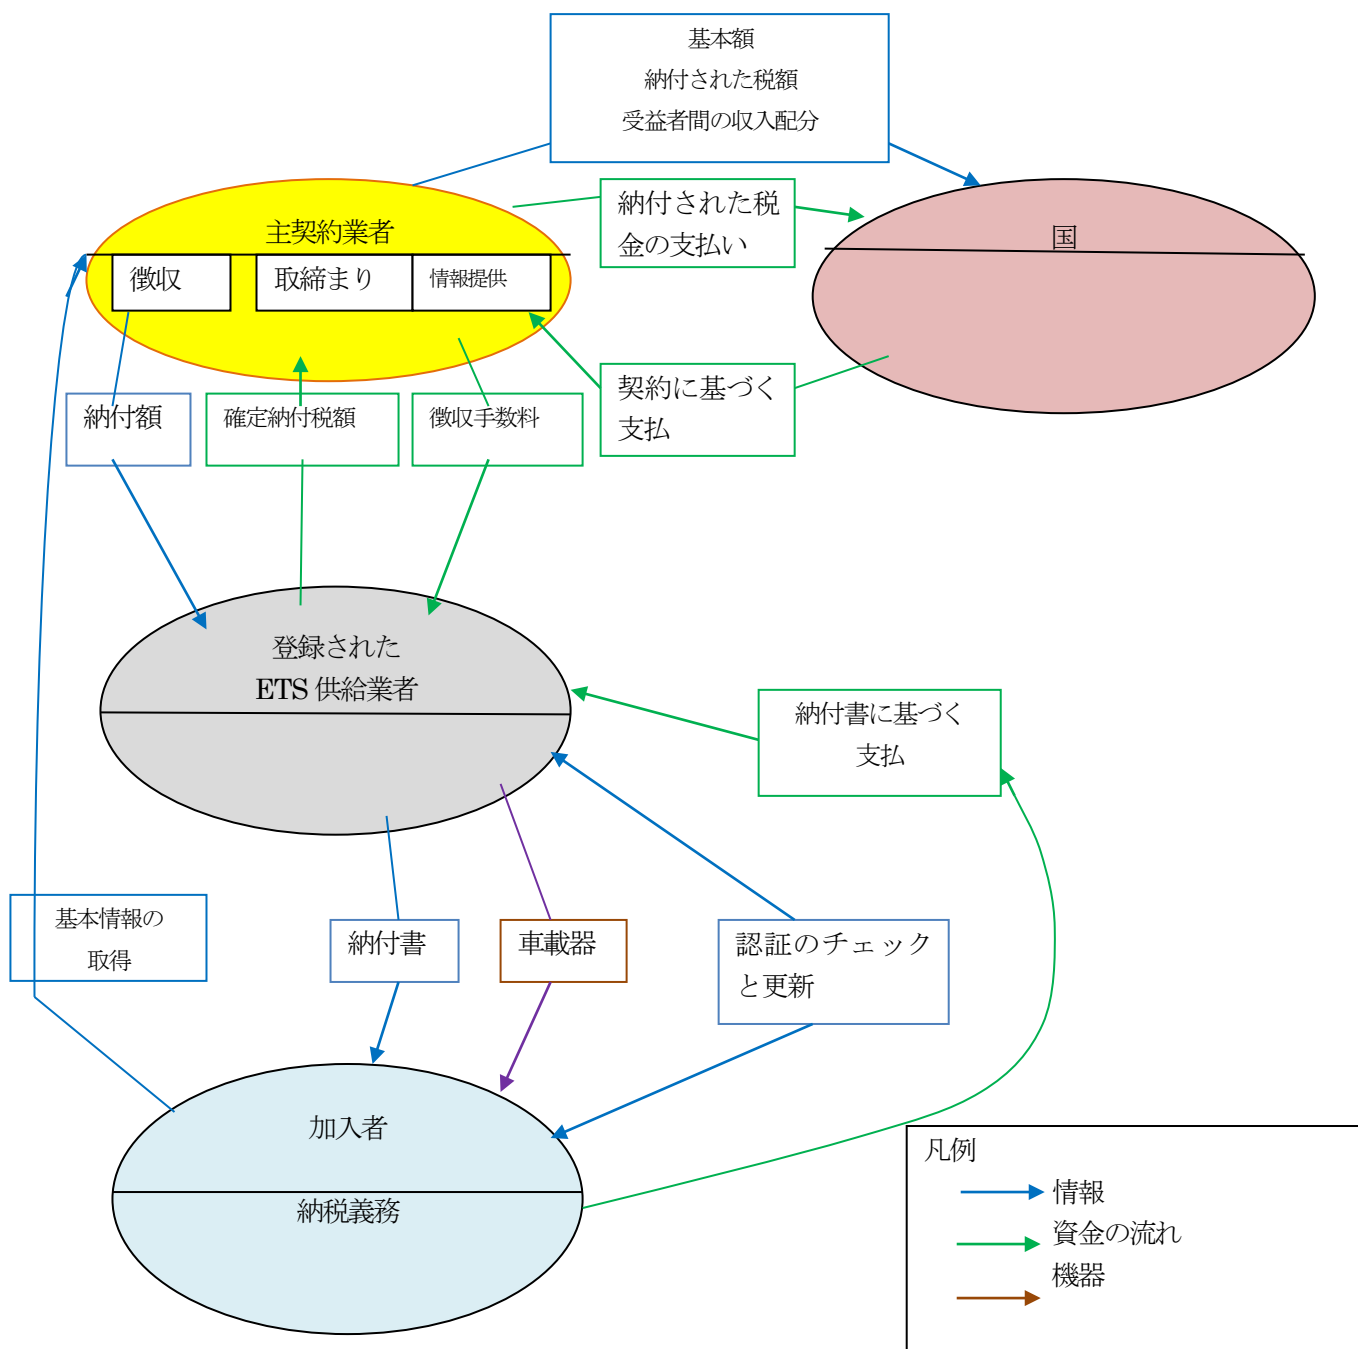 基本額
納付された税額
受益者間の収入配分
主契約業者
徴収
取締まり
情報提供
納付された税
金の支払い
国
契約に基づく
支払
納付額
確定納付税額
徴収手数料
登録された
ETS 供給業者
納付書に基づく
支払
基本情報の
取得
納付書
車載器
認証のチェック
と更新
加入者
納税義務
凡例
情報
資金の流れ
機器